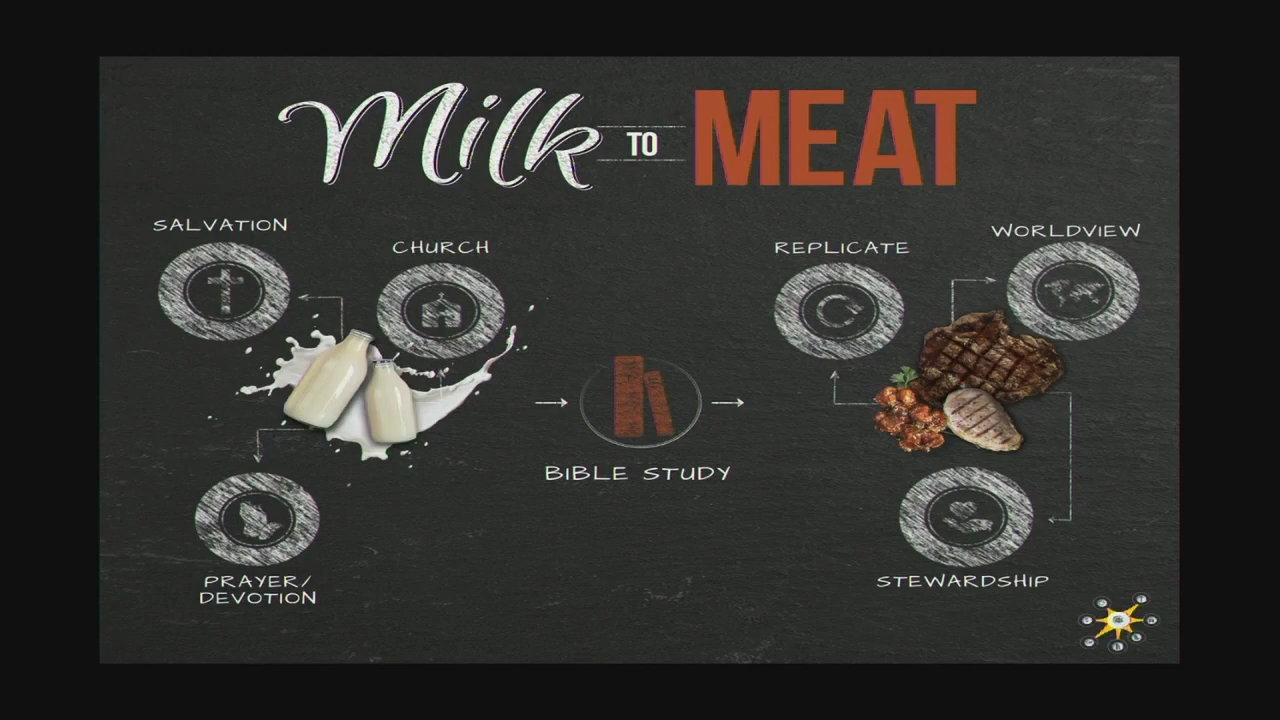 Milk TO MEAT
SALVATION
CHURCH
REPLICATE
WORLDVIEW
BIBLE STUDY
PRAYER/
DEVOTION
STEWARDSHIP